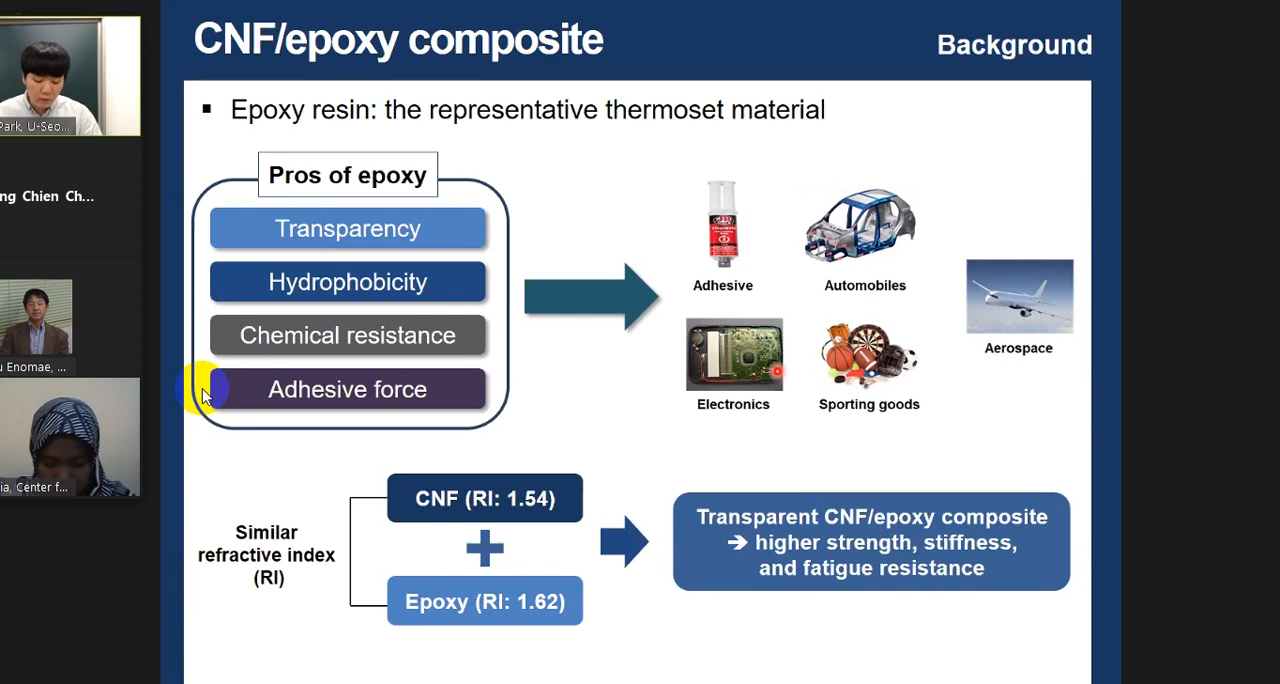 CNF/epoxy composite
Background
▪ Epoxy resin: the representative thermoset material
Pros of epoxy
Transparency
Hydrophobicity
Chemical resistance
Adhesive force
Adhesive
Automobiles
Aerospace
Electronics
Sporting goods
Similar
refractive index
(RI)
CNF (RI: 1.54)
+
Epoxy (RI: 1.62)
Transparent CNF/epoxy composite
➔ higher strength, stiffness,
and fatigue resistance
Park, U-Seo...
ng Chien Ch...
u Enomae, ...
ia, Center f...